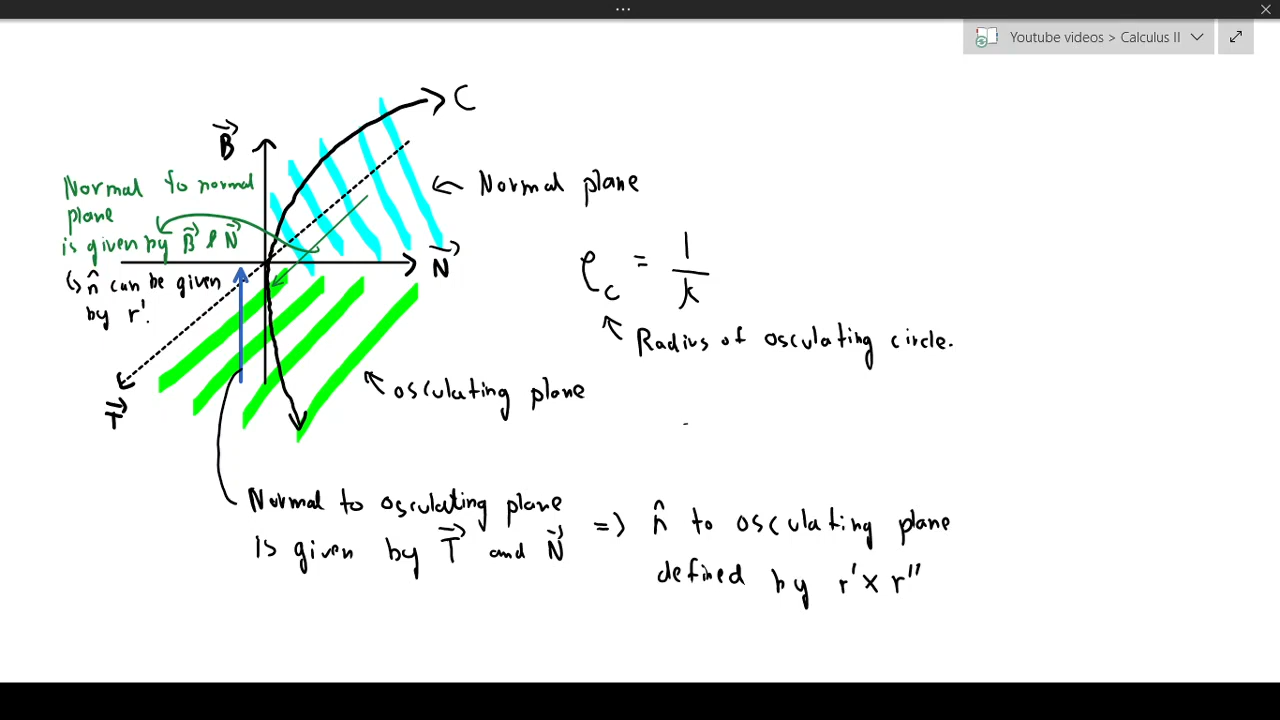 Youtube videos > Calculus II
C
B
Normal to normal
plane
is given by B & N
Normal plane
N
n̂ can be given
by r'.
ρc = 1/k
Radius of osculating circle.
T
osculating plane
Normal to osculating plane
Is given by T and N
=> n̂ to osculating plane
defined by r' x r''